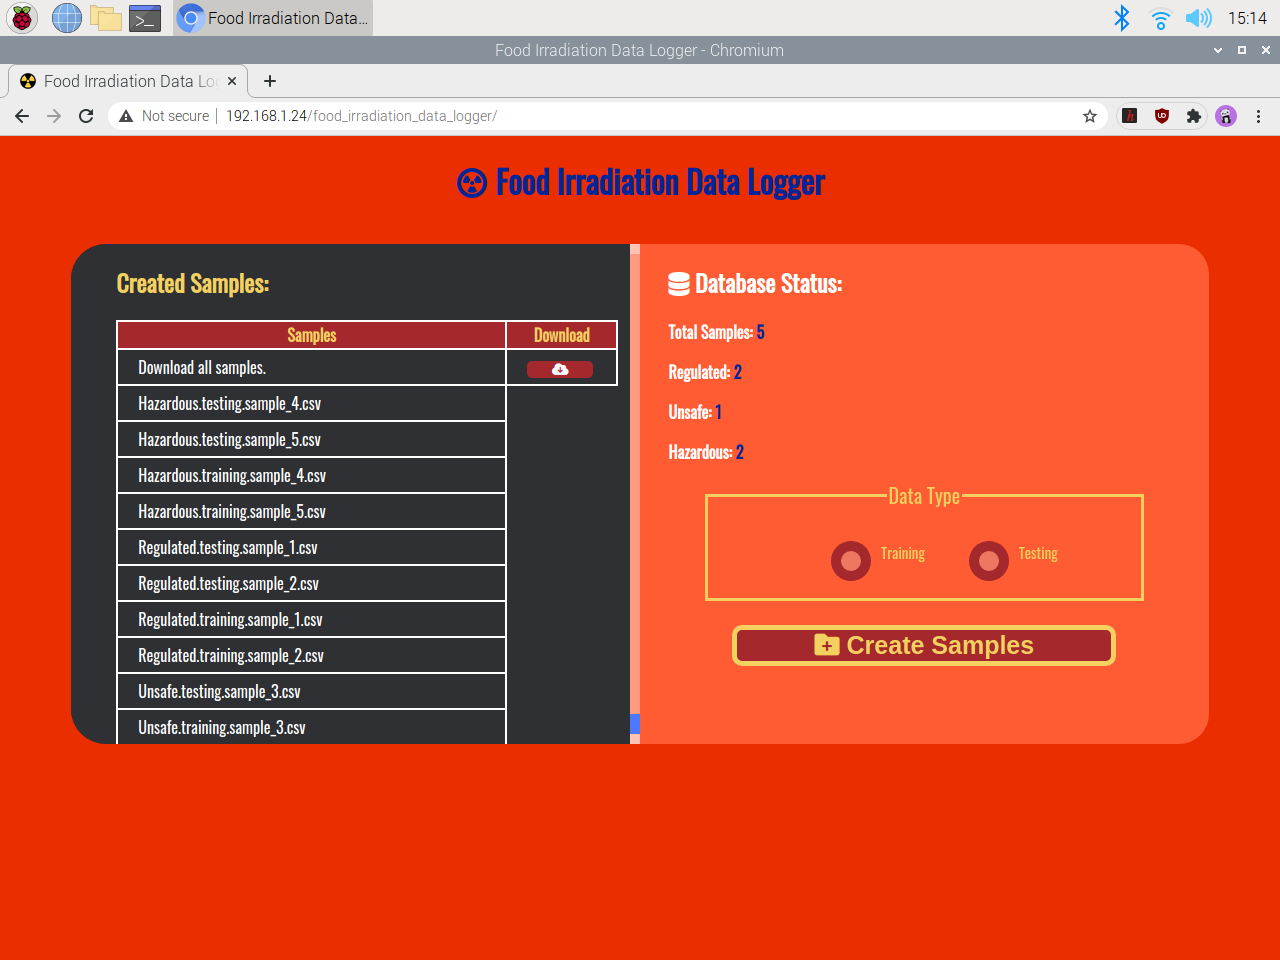 Food Irradiation Data...
15:14
Food Irradiation Data Logger - Chromium
Food Irradiation Data Lo
Not secure
192.168.1.24/food_irradiation_data_logger/
Food Irradiation Data Logger
Created Samples:
Samples
Download
Download all samples.
Hazardous.testing.sample_4.csv
Hazardous.testing.sample_5.csv
Hazardous.training.sample_4.csv
Hazardous.training.sample_5.csv
Regulated.testing.sample_1.csv
Regulated.testing.sample_2.csv
Regulated.training.sample_1.csv
Regulated.training.sample_2.csv
Unsafe.testing.sample_3.csv
Unsafe.training.sample_3.csv
Database Status:
Total Samples: 5
Regulated: 2
Unsafe: 1
Hazardous: 2
Data Type
Training
Testing
Create Samples